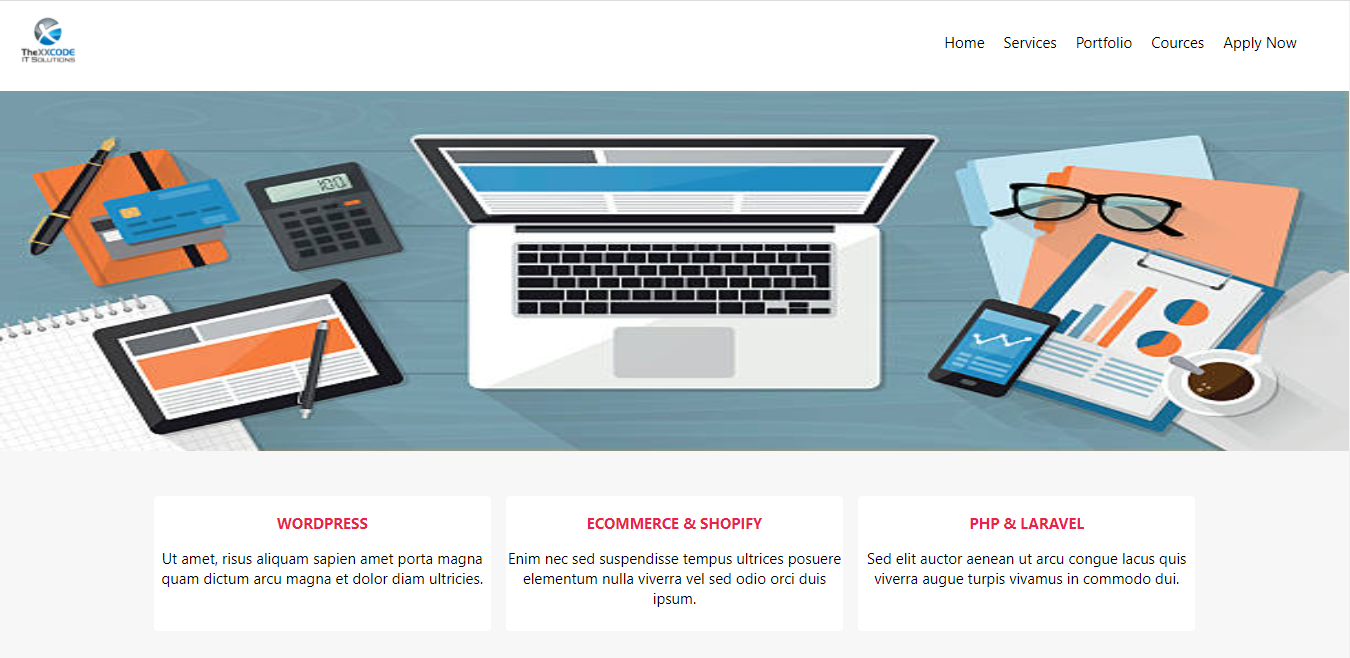 TheXXCODE
IT SOLUTIONS
Home Services Portfolio Cources Apply Now
100
WORDPRESS
Ut amet, risus aliquam sapien amet porta magna
quam dictum arcu magna et dolor diam ultricies.
ECOMMERCE & SHOPIFY
Enim nec sed suspendisse tempus ultrices posuere
elementum nulla viverra vel sed odio orci duis
ipsum.
PHP & LARAVEL
Sed elit auctor aenean ut arcu congue lacus quis
viverra augue turpis vivamus in commodo dui.